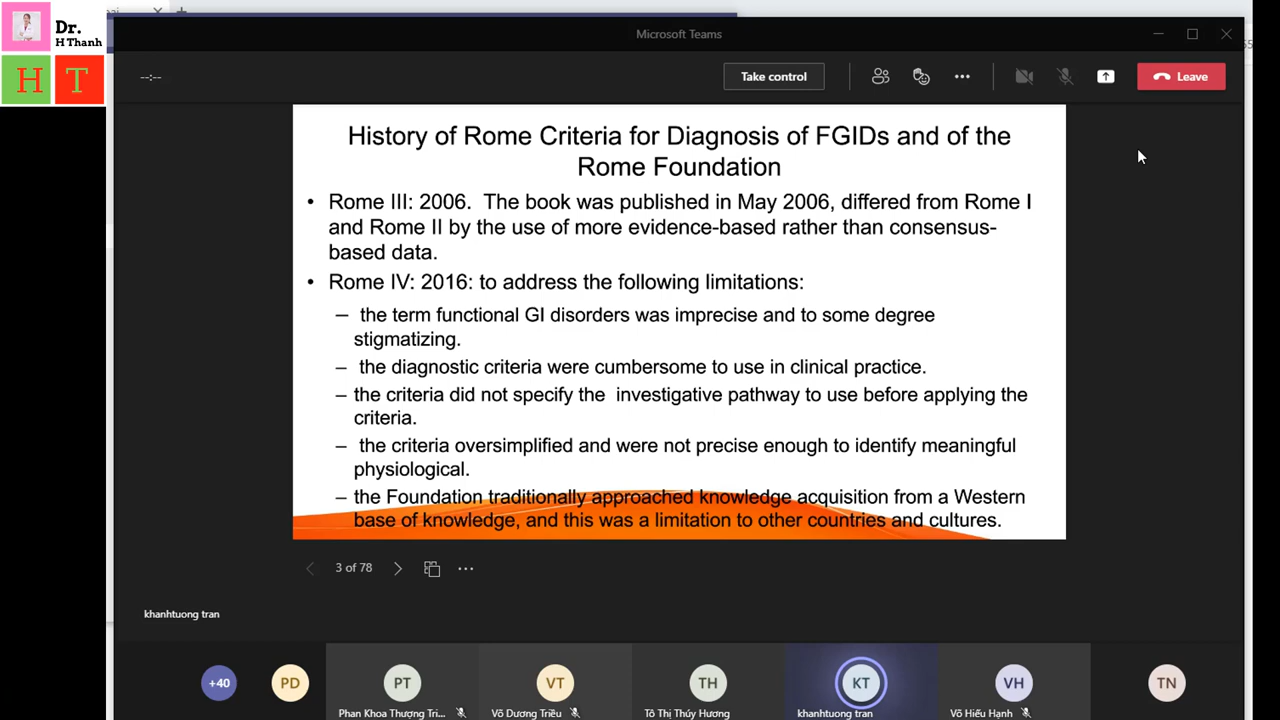 Dr.
H Thanh
H T
Microsoft Teams
--:--
Take control
Leave
History of Rome Criteria for Diagnosis of FGIDs and of the
Rome Foundation
• Rome III: 2006. The book was published in May 2006, differed from Rome I
and Rome II by the use of more evidence-based rather than consensus-
based data.
• Rome IV: 2016: to address the following limitations:
– the term functional GI disorders was imprecise and to some degree
stigmatizing.
– the diagnostic criteria were cumbersome to use in clinical practice.
– the criteria did not specify the investigative pathway to use before applying the
criteria.
– the criteria oversimplified and were not precise enough to identify meaningful
physiological.
– the Foundation traditionally approached knowledge acquisition from a Western
base of knowledge, and this was a limitation to other countries and cultures.
3 of 78
khanhtuong tran
+40 PD PT VT TH KT VH TN
Phan Khoa Thượng Tri... Võ Dương Triều Tô Thị Thúy Hương khanhtuong tran Võ Hiếu Hạnh